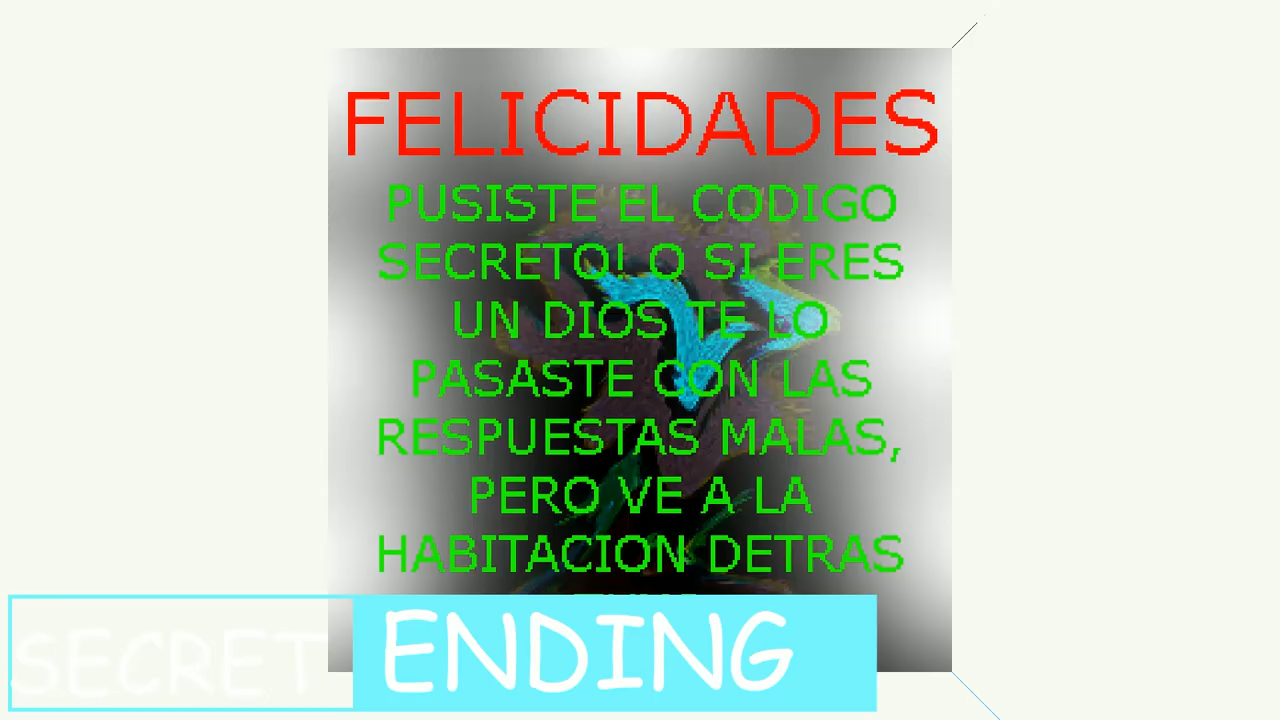 FELICIDADES
PUSISTE EL CODIGO
SECRETO! O SI ERES
UN DIOS TE LO
PASASTE CON LAS
RESPUESTAS MALAS,
PERO VE A LA
HABITACION DETRAS
SECRET ENDING